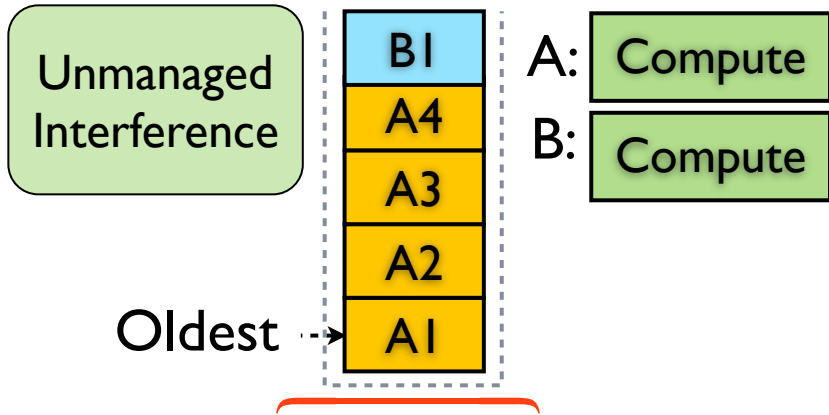 Unmanaged
Interference
B1
A4
A3
A2
A1
Oldest
A: Compute
B: Compute